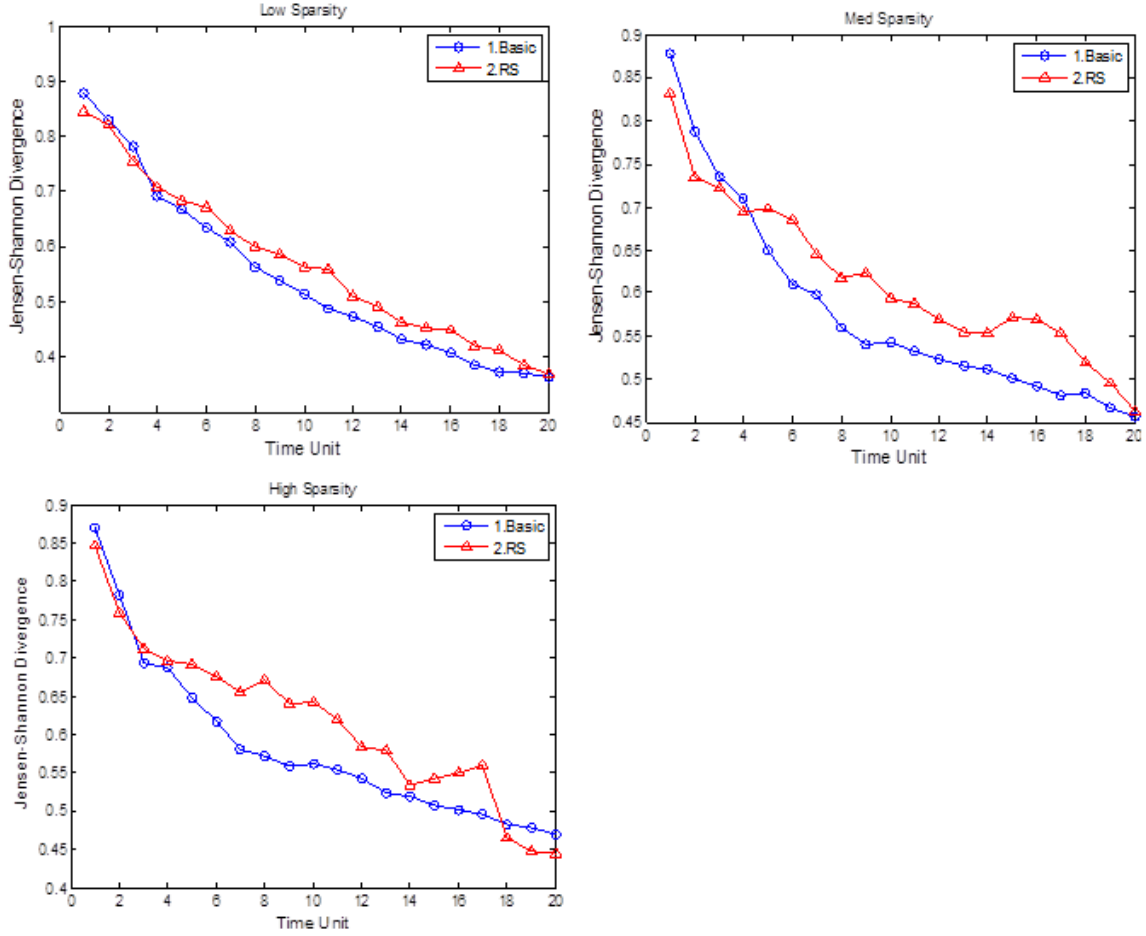 Low Sparsity
1
0.9
0.8
0.7
0.6
0.5
0.4
Jensen-Shannon Divergence
1.Basic
2.RS
0 2 4 6 8 10 12 14 16 18 20
Time Unit
Med Sparsity
0.9
0.85
0.8
0.75
0.7
0.65
0.6
0.55
0.5
0.45
Jensen-Shannon Divergence
1.Basic
2.RS
0 2 4 6 8 10 12 14 16 18 20
Time Unit
High Sparsity
0.9
0.85
0.8
0.75
0.7
0.65
0.6
0.55
0.5
0.45
0.4
Jensen-Shannon Divergence
1.Basic
2.RS
0 2 4 6 8 10 12 14 16 18 20
Time Unit